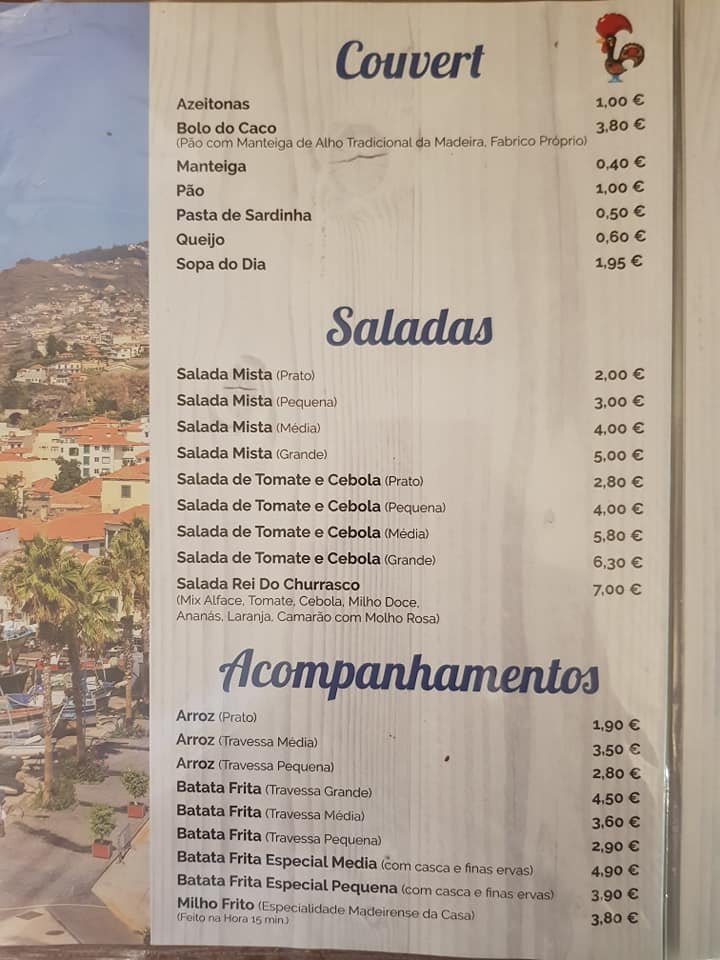 Couvert
Azeitonas 1,00 €
Bolo do Caco 3,80 €
(Pão com Manteiga de Alho Tradicional da Madeira, Fabrico Próprio)
Manteiga 0,40 €
Pão 1,00 €
Pasta de Sardinha 0,50 €
Queijo 0,60 €
Sopa do Dia 1,95 €
Saladas
Salada Mista (Prato) 2,00 €
Salada Mista (Pequena) 3,00 €
Salada Mista (Média) 4,00 €
Salada Mista (Grande) 5,00 €
Salada de Tomate e Cebola (Prato) 2,80 €
Salada de Tomate e Cebola (Pequena) 4,00 €
Salada de Tomate e Cebola (Média) 5,80 €
Salada de Tomate e Cebola (Grande) 6,30 €
Salada Rei Do Churrasco 7,00 €
(Mix Alface, Tomate, Cebola, Milho Doce,
Ananás, Laranja, Camarão com Molho Rosa)
Acompanhamentos
Arroz (Prato) 1,90 €
Arroz (Travessa Média) 3,50 €
Arroz (Travessa Pequena) 2,80 €
Batata Frita (Travessa Grande) 4,50 €
Batata Frita (Travessa Média) 3,60 €
Batata Frita (Travessa Pequena) 2,90 €
Batata Frita Especial Media (com casca e finas ervas) 4,90 €
Batata Frita Especial Pequena (com casca e finas ervas) 3,90 €
Milho Frito (Especialidade Madeirense da Casa) 3,80 €
(Feito na Hora 15 min.)